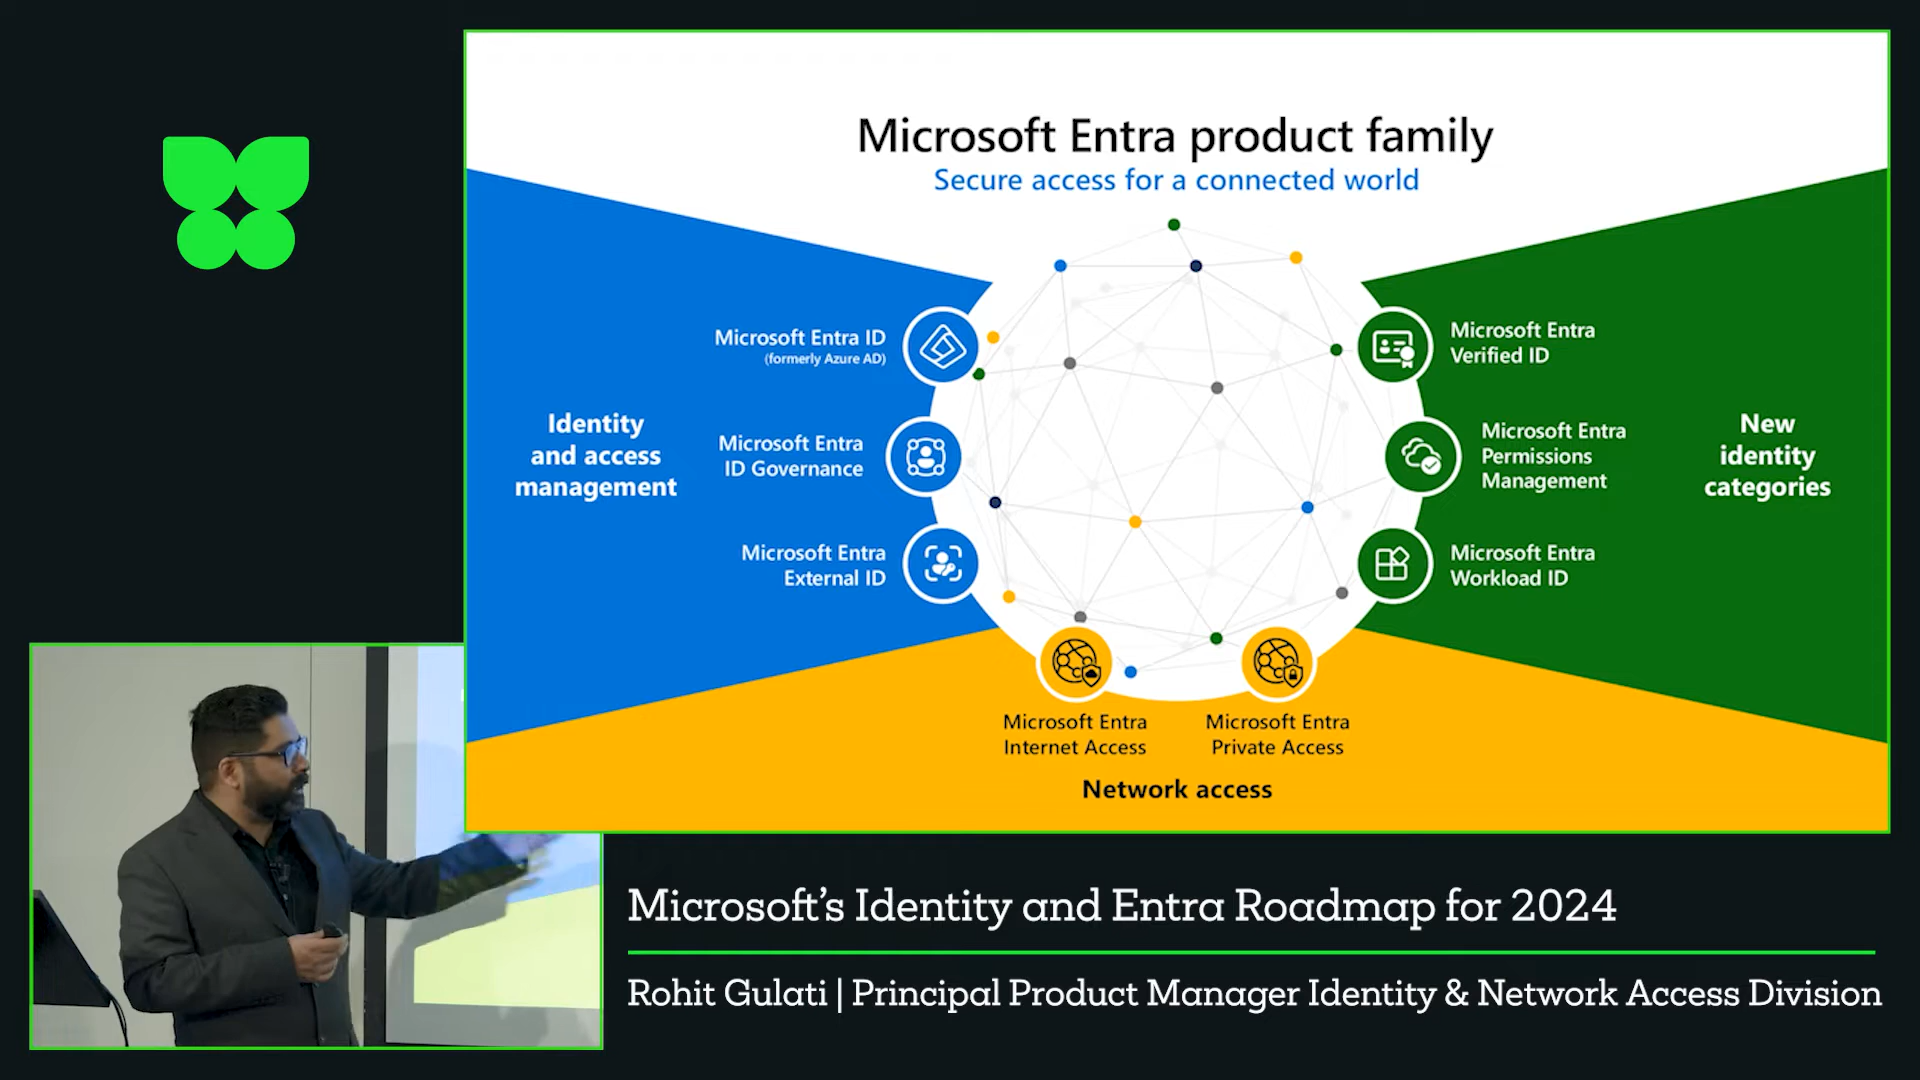 Microsoft Entra product family
Secure access for a connected world
Identity
and access
management
Microsoft Entra ID
(formerly Azure AD)
Microsoft Entra
ID Governance
Microsoft Entra
External ID
Microsoft Entra
Verified ID
Microsoft Entra
Permissions
Management
Microsoft Entra
Workload ID
New
identity
categories
Microsoft Entra
Internet Access
Microsoft Entra
Private Access
Network access
Microsoft’s Identity and Entra Roadmap for 2024
Rohit Gulati | Principal Product Manager Identity & Network Access Division